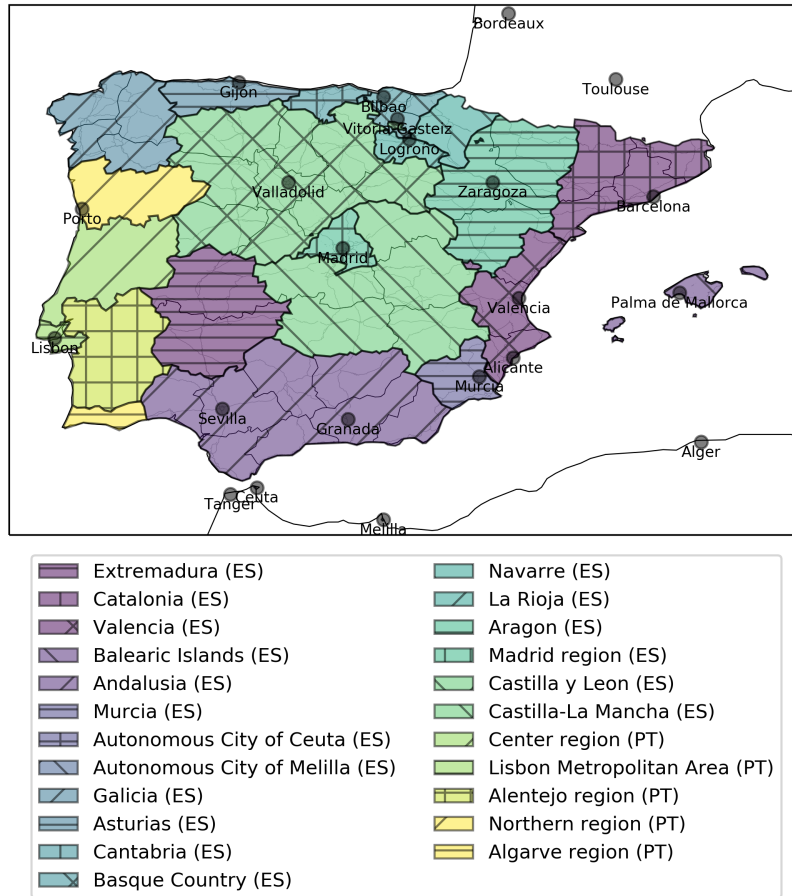 Bordeaux
Toulouse
Gijon
Bilbao
Vitoria-Gasteiz
Logrono
Valladolid
Zaragoza
Barcelona
Porto
Madrid
Palma de Mallorca
Valencia
Lisbon
Alicante
Murcia
Sevilla
Granada
Alger
Tanger
Ceuta
Melilla
Extremadura (ES)
Catalonia (ES)
Valencia (ES)
Balearic Islands (ES)
Andalusia (ES)
Murcia (ES)
Autonomous City of Ceuta (ES)
Autonomous City of Melilla (ES)
Galicia (ES)
Asturias (ES)
Cantabria (ES)
Basque Country (ES)
Navarre (ES)
La Rioja (ES)
Aragon (ES)
Madrid region (ES)
Castilla y Leon (ES)
Castilla-La Mancha (ES)
Center region (PT)
Lisbon Metropolitan Area (PT)
Alentejo region (PT)
Northern region (PT)
Algarve region (PT)